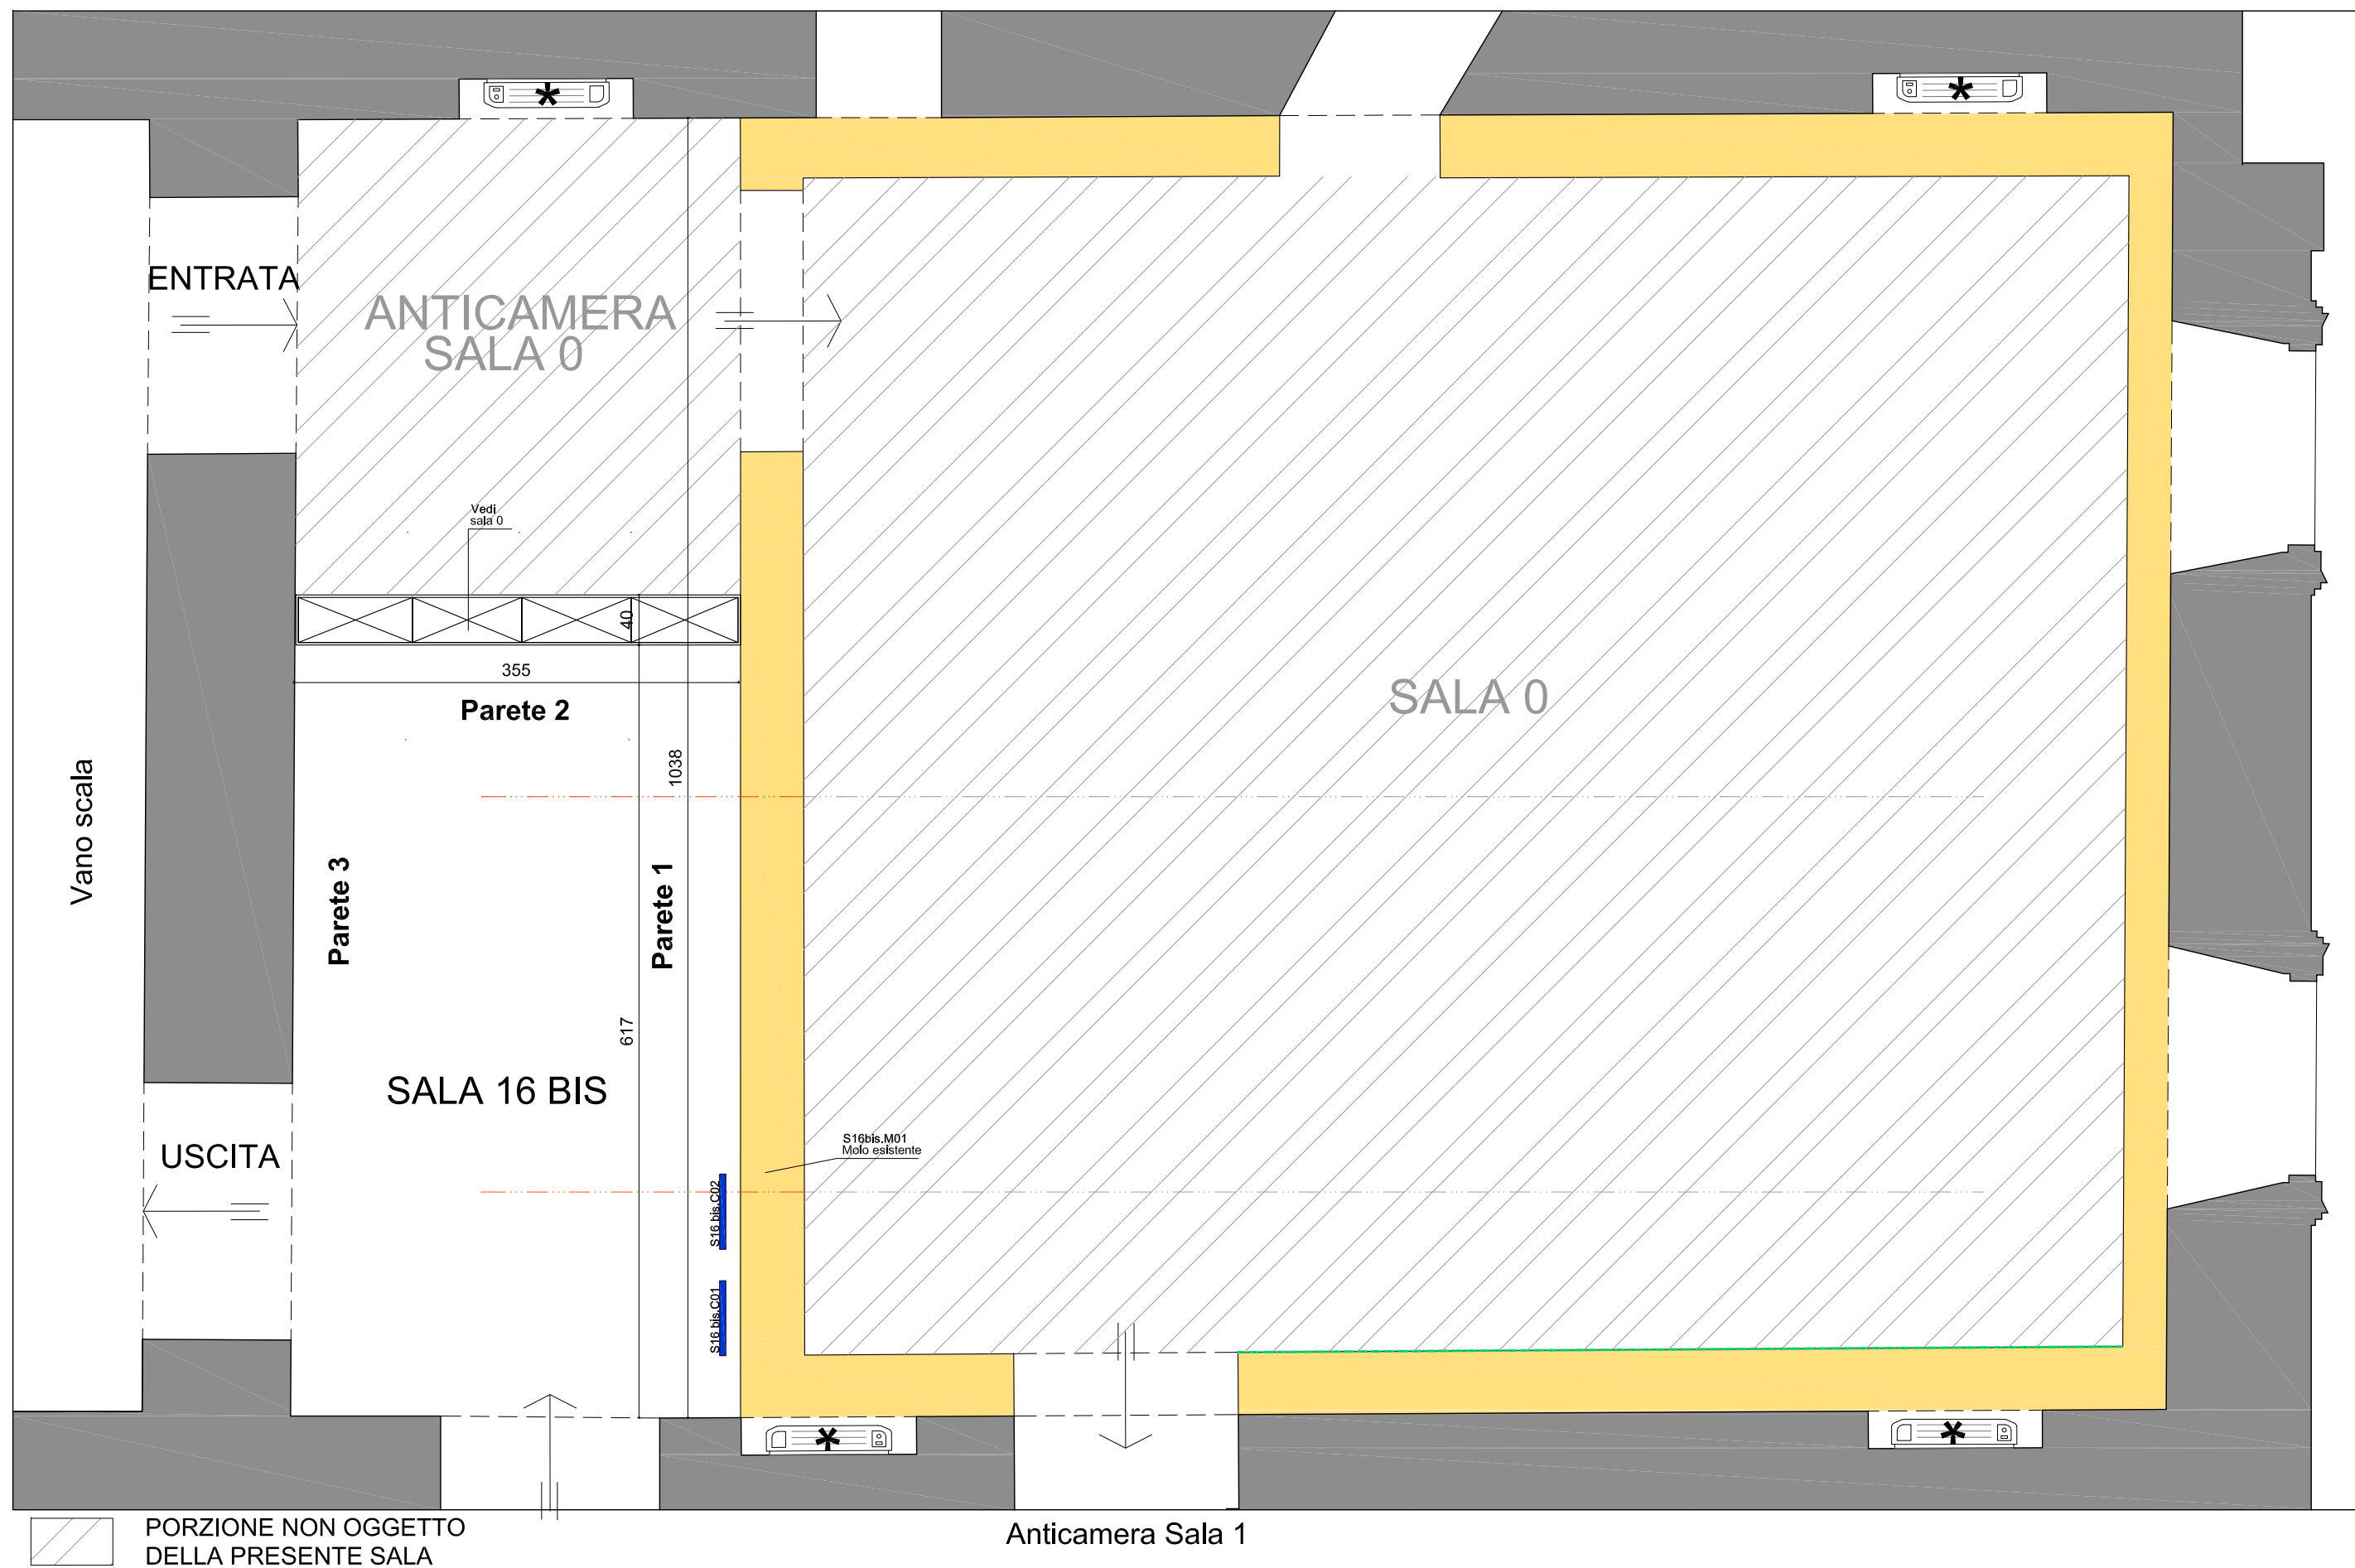 ENTRATA
ANTICAMERA
SALA 0
Vedi
sala 0
40
355
Parete 2
SALA 0
1038
Vano scala
Parete 3
Parete 1
617
SALA 16 BIS
USCITA
S16bis.M01
Molo esistente
S16 bis.C02
S16 bis.C01
PORZIONE NON OGGETTO
DELLA PRESENTE SALA
Anticamera Sala 1